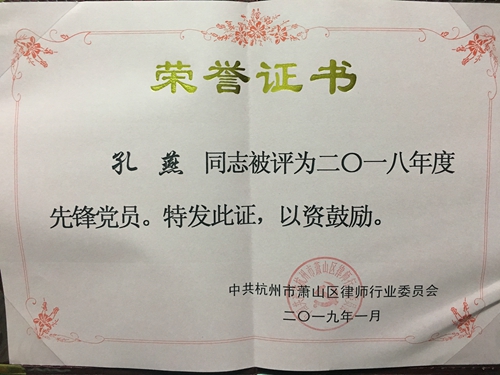 荣誉证书
孔燕 同志被评为二〇一八年度
先锋党员。特发此证，以资鼓励。
中共杭州市萧山区律师行业委员会
二〇一九年一月